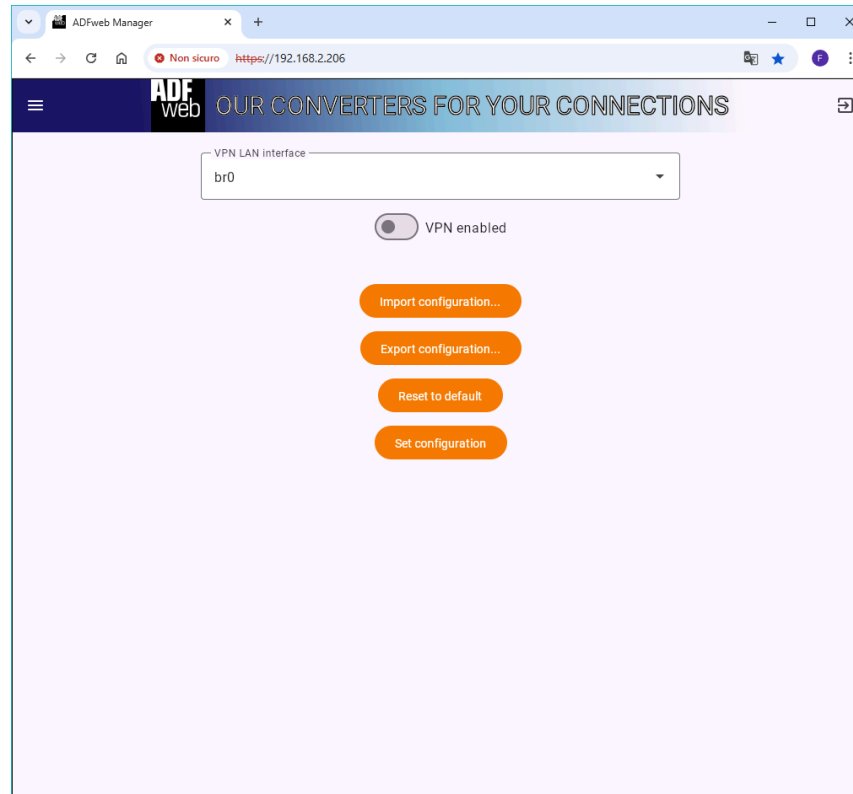 ADFweb Manager
Non sicuro https://192.168.2.206
F
ADF
web
OUR CONVERTERS FOR YOUR CONNECTIONS
VPN LAN interface
br0
VPN enabled
Import configuration...
Export configuration...
Reset to default
Set configuration